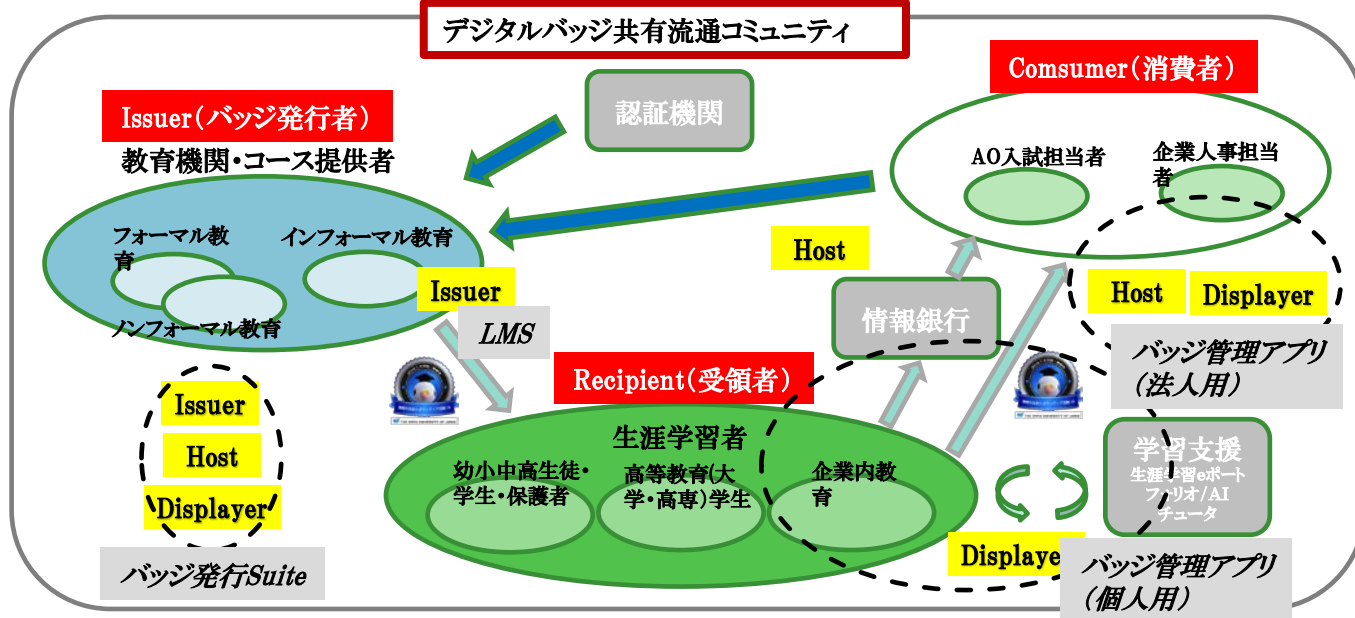 デジタルバッジ共有流通コミュニティ
Comsumer(消費者)
認証機関
Issuer(バッジ発行者)
教育機関・コース提供者
AO入試担当者
企業人事担当
者
フォーマル教
育
インフォーマル教育
ノンフォーマル教育
Issuer
LMS
Host
情報銀行
Host
Displayer
バッジ管理アプリ
(法人用)
Recipient(受領者)
生涯学習者
幼小中高生徒・
学生・保護者
高等教育(大
学・高専)学生
企業内教
育
Issuer
Host
Displayer
バッジ発行Suite
学習支援
生涯学習eポート
フォリオ/AI
チュータ
Displayer
バッジ管理アプリ
(個人用)